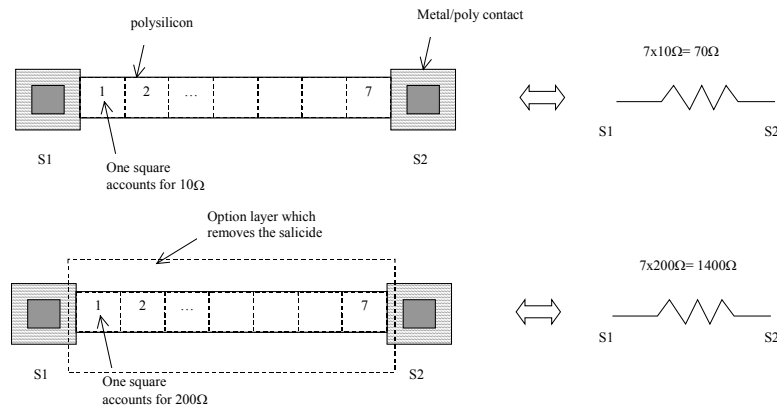 polysilicon
Metal/poly contact
7x10Ω= 70Ω
1 2 … 7
S1 S2
S1 S2
One square
accounts for 10Ω
Option layer which
removes the salicide
7x200Ω= 1400Ω
1 2 … 7
S1 S2
S1 S2
One square
accounts for 200Ω